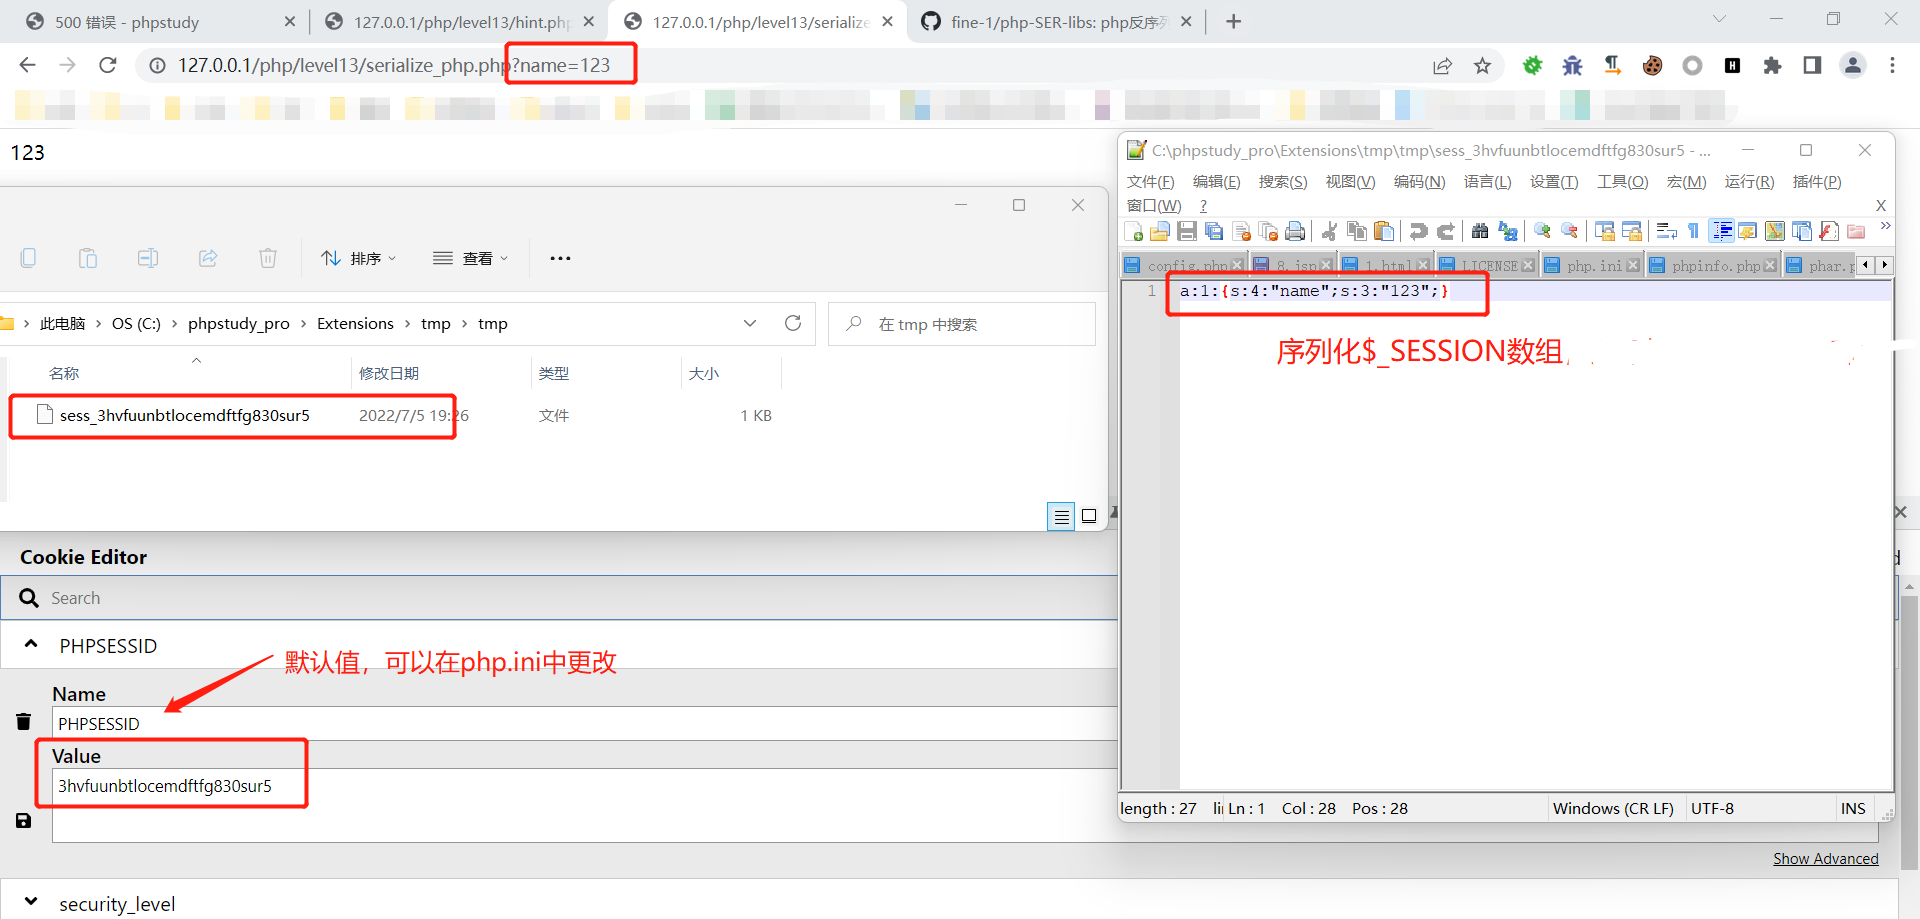 500 错误 - phpstudy
127.0.0.1/php/level13/hint.php
127.0.0.1/php/level13/serialize
fine-1/php-SER-libs: php反序列
127.0.0.1/php/level13/serialize_php.php?name=123
123
C:\phpstudy_pro\Extensions\tmp\tmp\sess_3hvfuunbtlocemdftfg830sur5 - ...
文件(F) 编辑(E) 搜索(S) 视图(V) 编码(N) 语言(L) 设置(T) 工具(O) 宏(M) 运行(R) 插件(P)
窗口(W) ? X
config.php 8.jsp 1.html LICENSE php.ini phpinfo.php phar.p
1 a:1:{s:4:"name";s:3:"123";}
序列化$_SESSION数组,
排序 查看
此电脑 > OS (C:) > phpstudy_pro > Extensions > tmp > tmp
在 tmp 中搜索
名称 修改日期 类型 大小
sess_3hvfuunbtlocemdftfg830sur5 2022/7/5 19:26 文件 1 KB
Cookie Editor
Search
PHPSESSID
默认值，可以在php.ini中更改
Name
PHPSESSID
Value
3hvfuunbtlocemdftfg830sur5
length : 27 Ln : 1 Col : 28 Pos : 28 Windows (CR LF) UTF-8 INS
Show Advanced
security_level